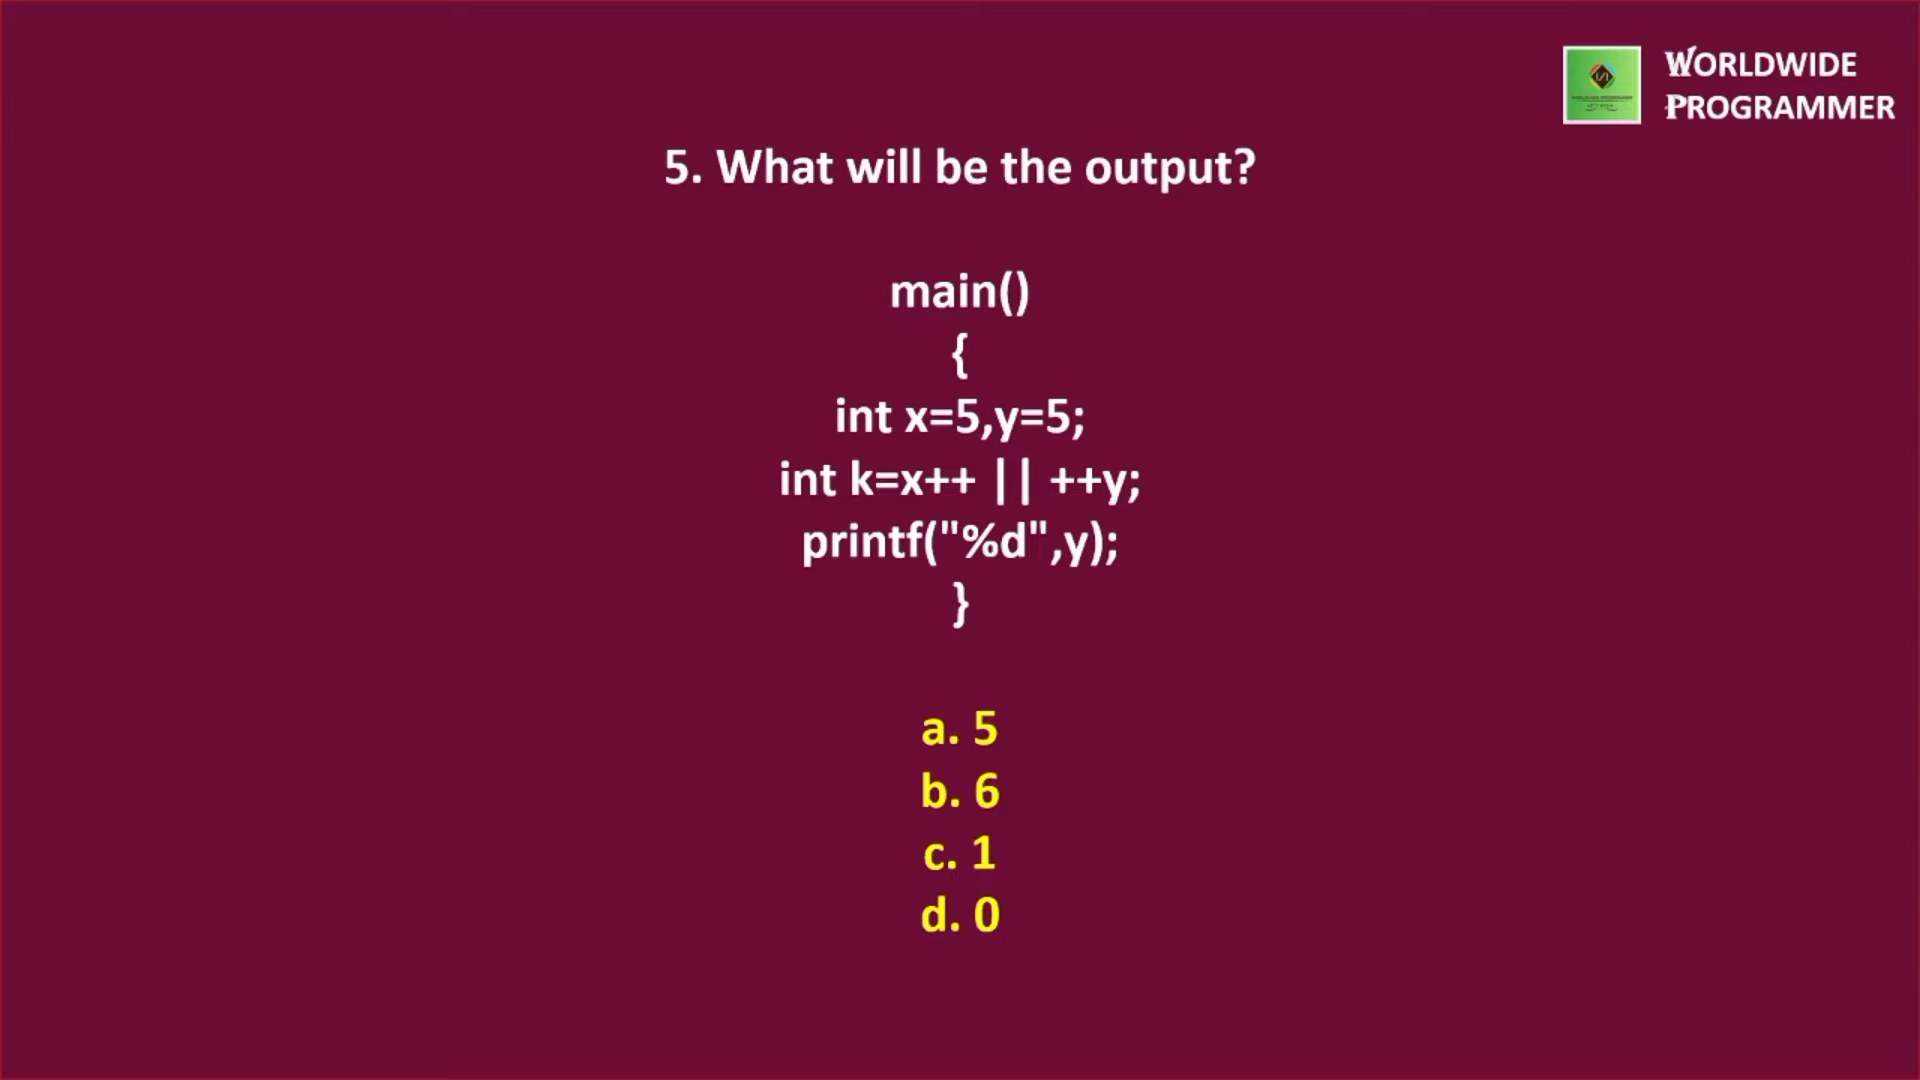 WORLDWIDE
PROGRAMMER
5. What will be the output?
main()
{
int x=5,y=5;
int k=x++ || ++y;
printf("%d",y);
}
a. 5
b. 6
c. 1
d. 0